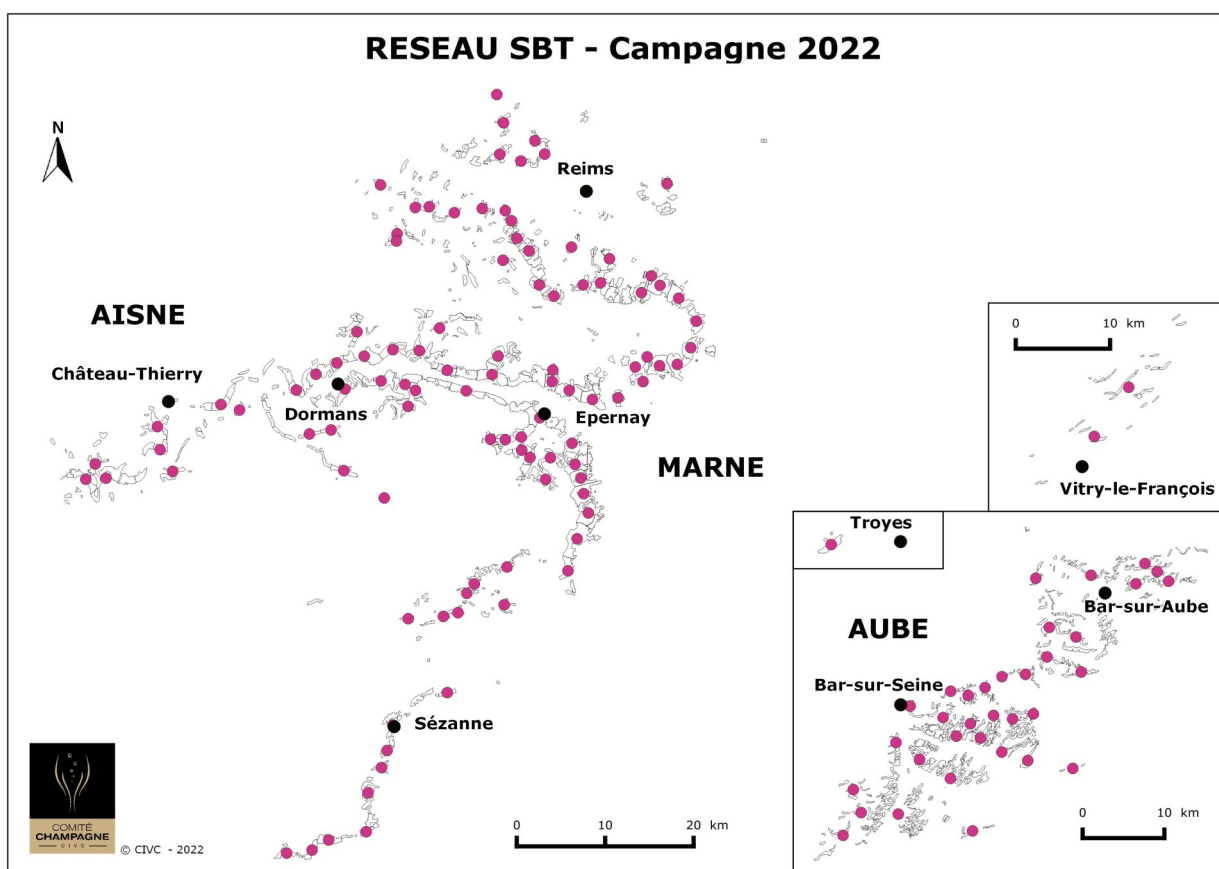 RESEAU SBT - Campagne 2022
N
Reims
AISNE
Château-Thierry
Dormans
Epernay
MARNE
0 10 km
Vitry-le-François
Troyes
Bar-sur-Aube
AUBE
Bar-sur-Seine
Sézanne
0 10 20 km
0 10 km
COMITÉ
CHAMPAGNE
CIVC
© CIVC - 2022